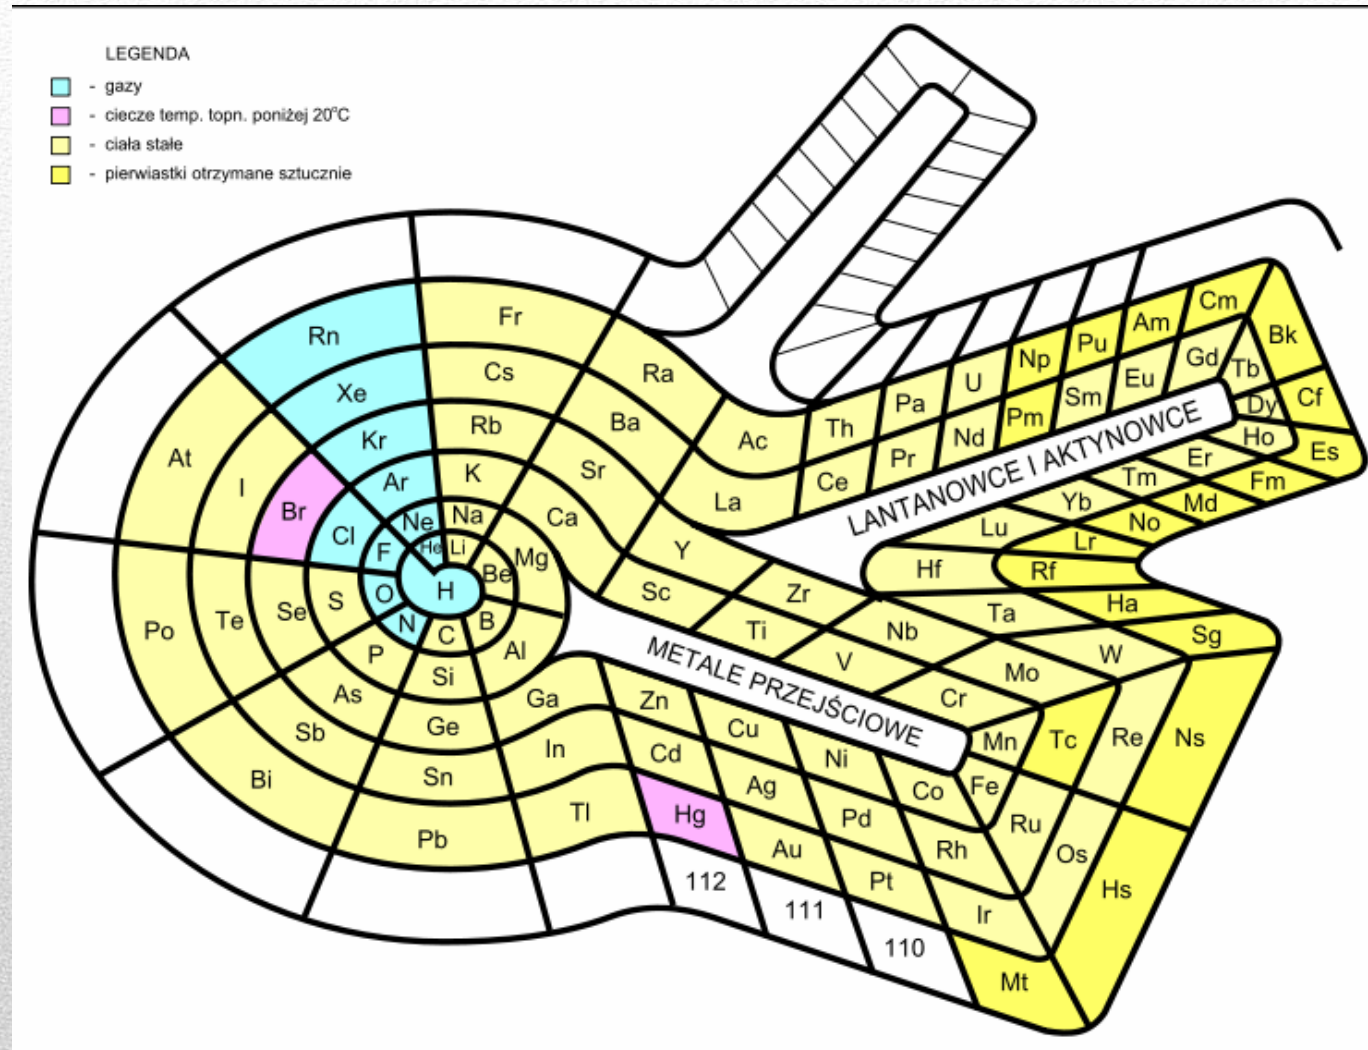 LEGENDA
- gazy
- ciecze temp. topn. poniżej 20°C
- ciała stałe
- pierwiastki otrzymane sztucznie
Rn
Fr
Xe
Cs
Ra
Kr
Rb
Ba
Ar
K
Sr
At
I
Br
Cl
F
Ne
Na
He
Li
Ca
Mg
Be
H
O
N
C
B
Al
S
P
Si
Se
As
Ge
Ga
Te
Sb
Sn
In
Po
Bi
Pb
Tl
Ac
Th
Pa
U
Np
Pu
Am
Cm
Bk
Cf
Es
Fm
Md
No
Lr
Rf
Ha
Sg
Ns
Hs
Mt
La
Ce
Pr
Nd
Pm
Sm
Eu
Gd
Tb
Dy
Ho
Er
Tm
Yb
Lu
Hf
Ta
W
Re
Os
Ir
Pt
Au
Hg
LANTANOWCE I AKTYNOWCE
Y
Zr
Nb
Mo
Tc
Ru
Rh
Pd
Ag
Cd
Sc
Ti
V
Cr
Mn
Fe
Co
Ni
Cu
Zn
METALE PRZEJŚCIOWE
112
111
110